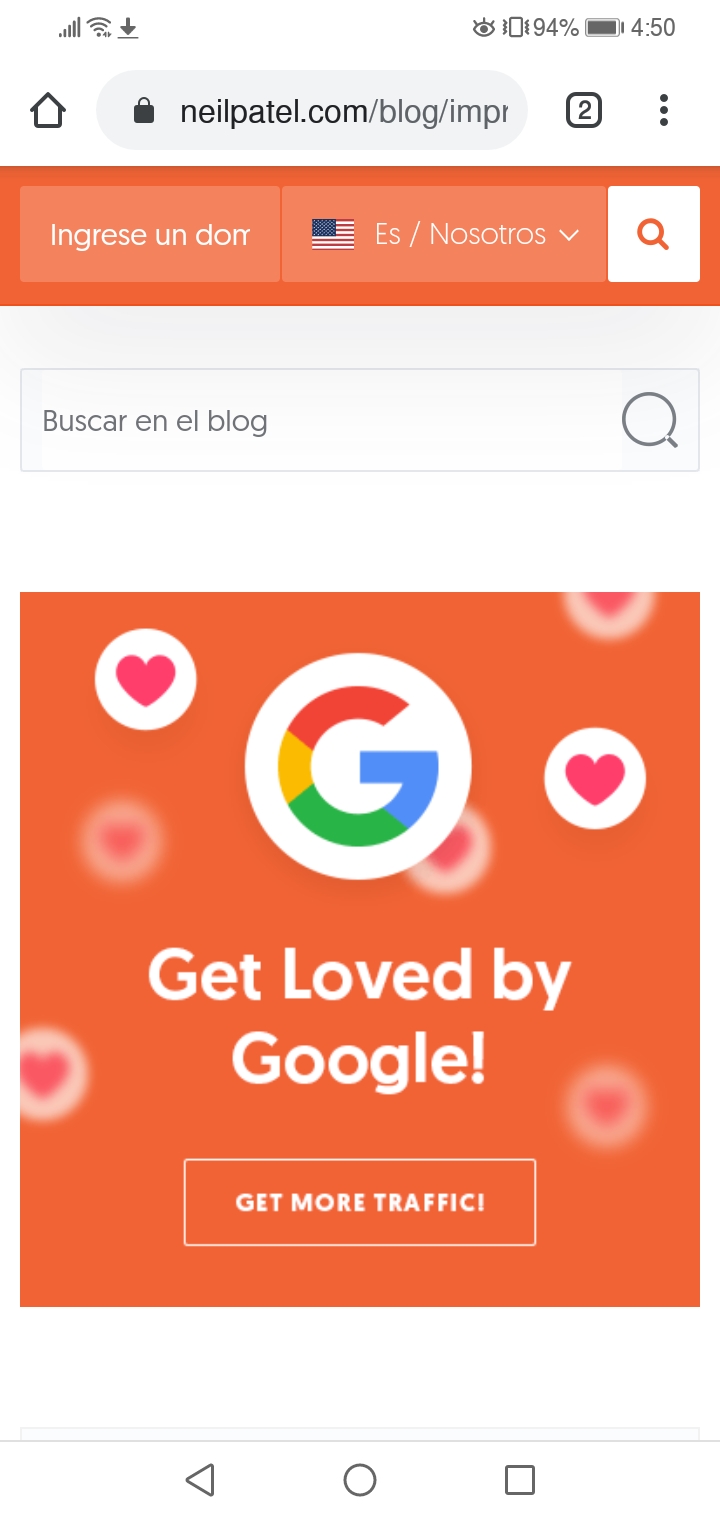 94% 4:50
neilpatel.com/blog/impr
2
Ingrese un dom
Es / Nosotros
Buscar en el blog
Get Loved by
Google!
GET MORE TRAFFIC!